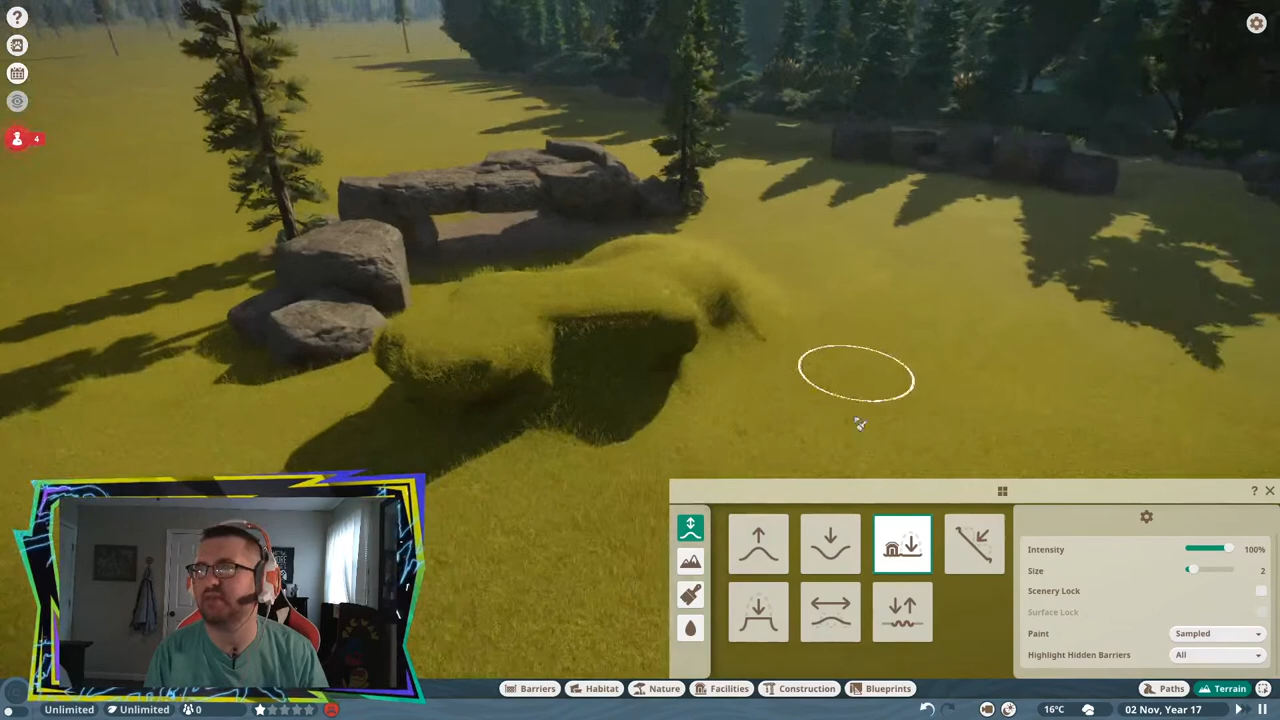 ?
4
? ×
Intensity 100%
Size 2
Scenery Lock
Surface Lock
Paint Sampled
Highlight Hidden Barriers All
Barriers Habitat Nature Facilities Construction Blueprints Paths Terrain
Unlimited Unlimited 0 16°C 02 Nov, Year 17